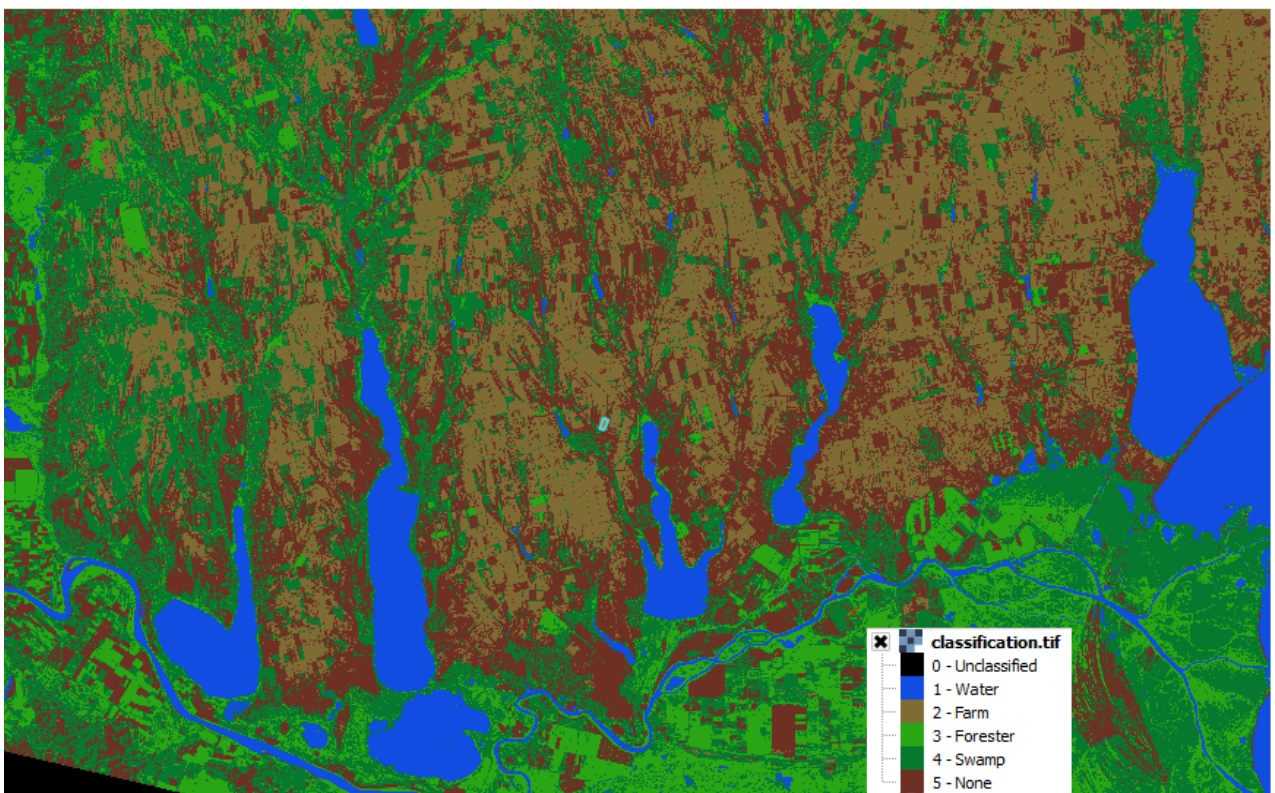 classification.tif
0 - Unclassified
1 - Water
2 - Farm
3 - Forester
4 - Swamp
5 - None